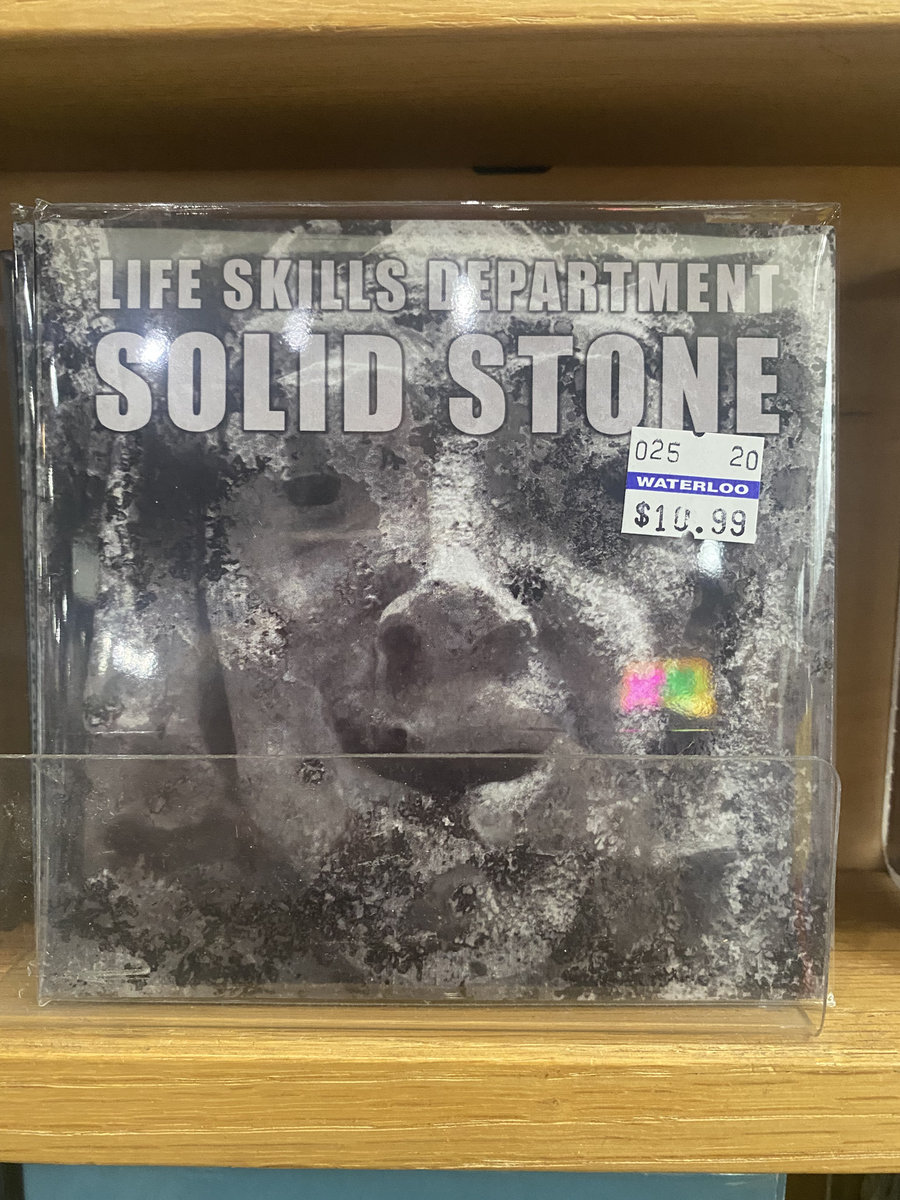 LIFE SKILLS DEPARTMENT
SOLID STONE
025 20
WATERLOO
$10.99